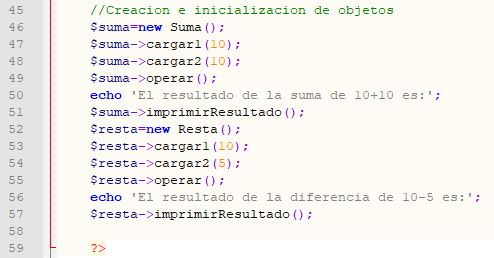 45 //Creacion e inicializacion de objetos
46 $suma=new Suma();
47 $suma->cargar1(10);
48 $suma->cargar2(10);
49 $suma->operar();
50 echo 'El resultado de la suma de 10+10 es:';
51 $suma->imprimirResultado();
52 $resta=new Resta();
53 $resta->cargar1(10);
54 $resta->cargar2(5);
55 $resta->operar();
56 echo 'El resultado de la diferencia de 10-5 es:';
57 $resta->imprimirResultado();
58
59 ?>